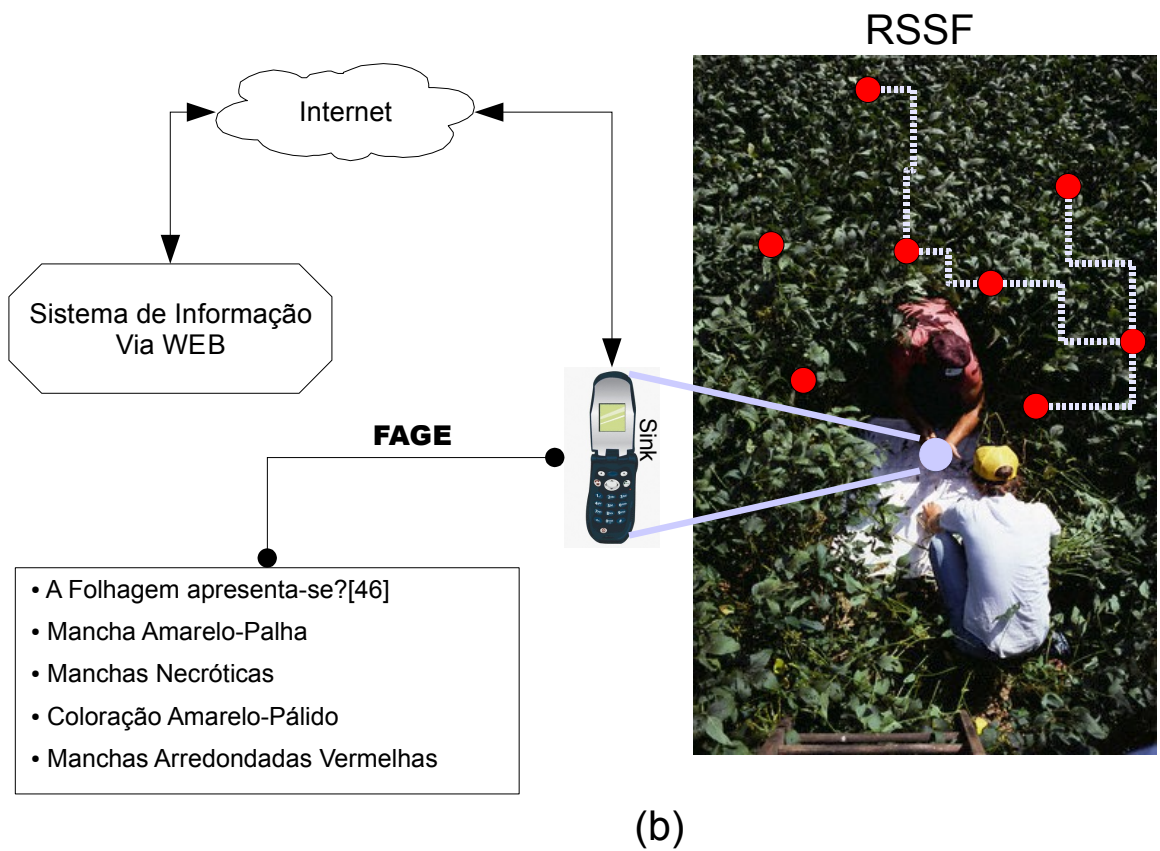 RSSF
Internet
Sistema de Informação
Via WEB
Sink
FAGE
• A Folhagem apresenta-se?[46]
• Mancha Amarelo-Palha
• Manchas Necróticas
• Coloração Amarelo-Pálido
• Manchas Arredondadas Vermelhas
(b)